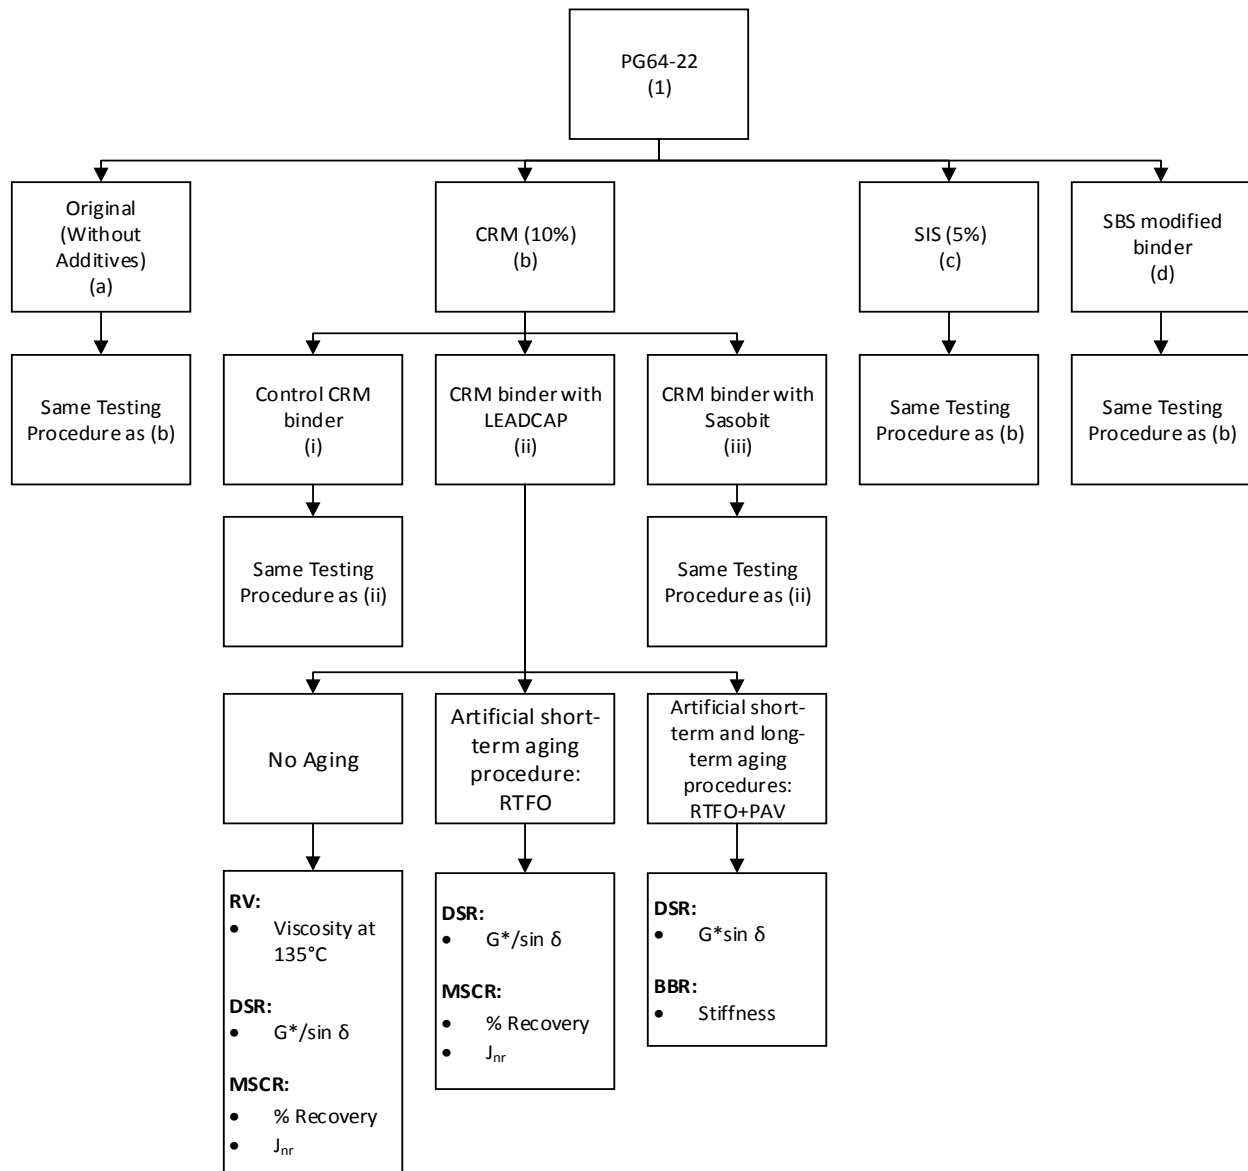 PG64-22
(1)
Original
(Without
Additives)
(a)
CRM (10%)
(b)
SIS (5%)
(c)
SBS modified
binder
(d)
Same Testing
Procedure as (b)
Control CRM
binder
(i)
CRM binder with
LEADCAP
(ii)
CRM binder with
Sasobit
(iii)
Same Testing
Procedure as (b)
Same Testing
Procedure as (b)
Same Testing
Procedure as (ii)
Same Testing
Procedure as (ii)
No Aging
Artificial short-
term aging
procedure:
RTFO
Artificial short-
term and long-
term aging
procedures:
RTFO+PAV
RV:
• Viscosity at
135°C
DSR:
• G*/sin δ
MSCR:
• % Recovery
• Jnr
DSR:
• G*/sin δ
MSCR:
• % Recovery
• Jnr
DSR:
• G*sin δ
BBR:
• Stiffness